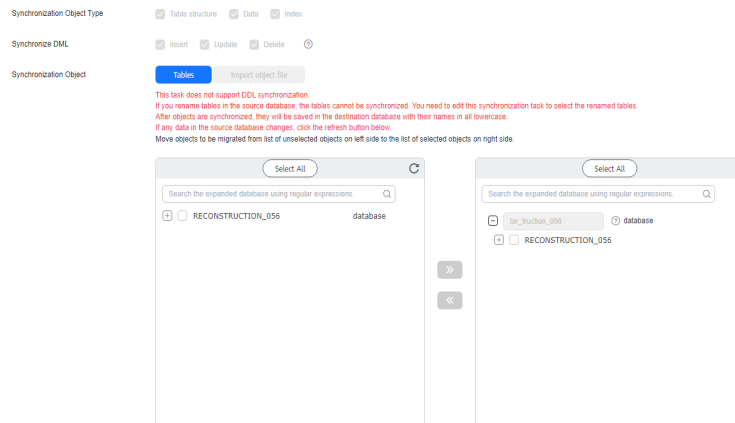 Synchronization Object Type
Table structure Data Index
Synchronize DML
Insert Update Delete ?
Synchronization Object
Tables Import object file
This task does not support DDL synchronization.
If you rename tables in the source database, the tables cannot be synchronized. You need to edit this synchronization task to select the renamed tables.
After objects are synchronized, they will be saved in the destination database with their names in all lowercase.
If any data in the source database changes, click the refresh button below.
Move objects to be migrated from list of unselected objects on left side to the list of selected objects on right side.
Select All
Search the expanded database using regular expressions.
RECONSTRUCTION_056 database
Select All
Search the expanded database using regular expressions.
tar_truction_056 ? database
RECONSTRUCTION_056